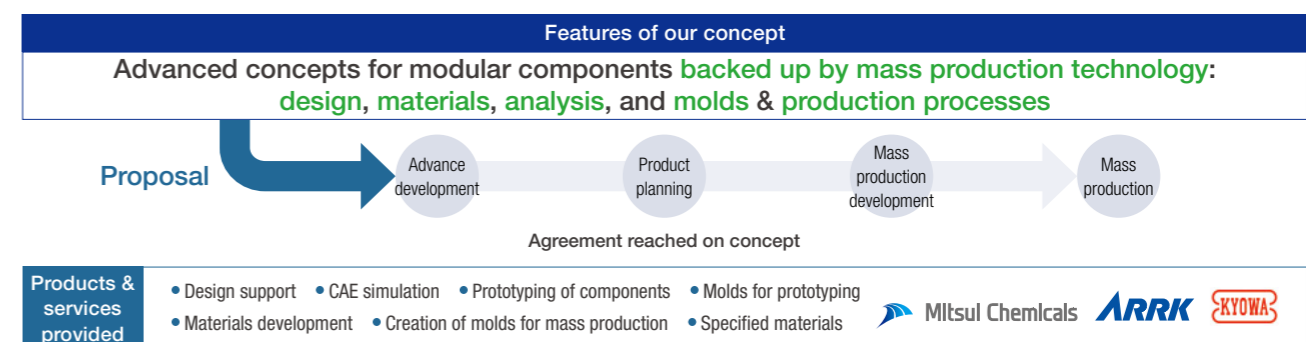 Features of our concept
Advanced concepts for modular components backed up by mass production technology:
design, materials, analysis, and molds & production processes
Proposal
Advance
development
Product
planning
Mass
production
development
Mass
production
Agreement reached on concept
Products &
services
provided
• Design support • CAE simulation • Prototyping of components • Molds for prototyping
• Materials development • Creation of molds for mass production • Specified materials
MItsuI ChemIcals ARRK KYOWA